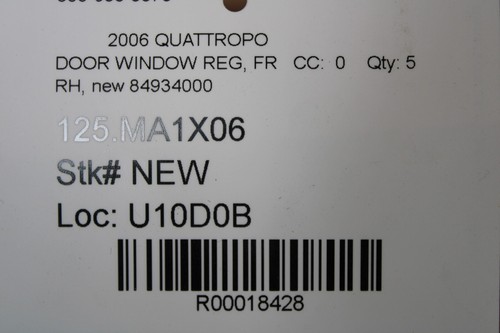 2006 QUATTROPO
DOOR WINDOW REG, FR CC: 0 Qty: 5
RH, new 84934000
125.MA1X06
Stk# NEW
Loc: U10D0B
R00018428